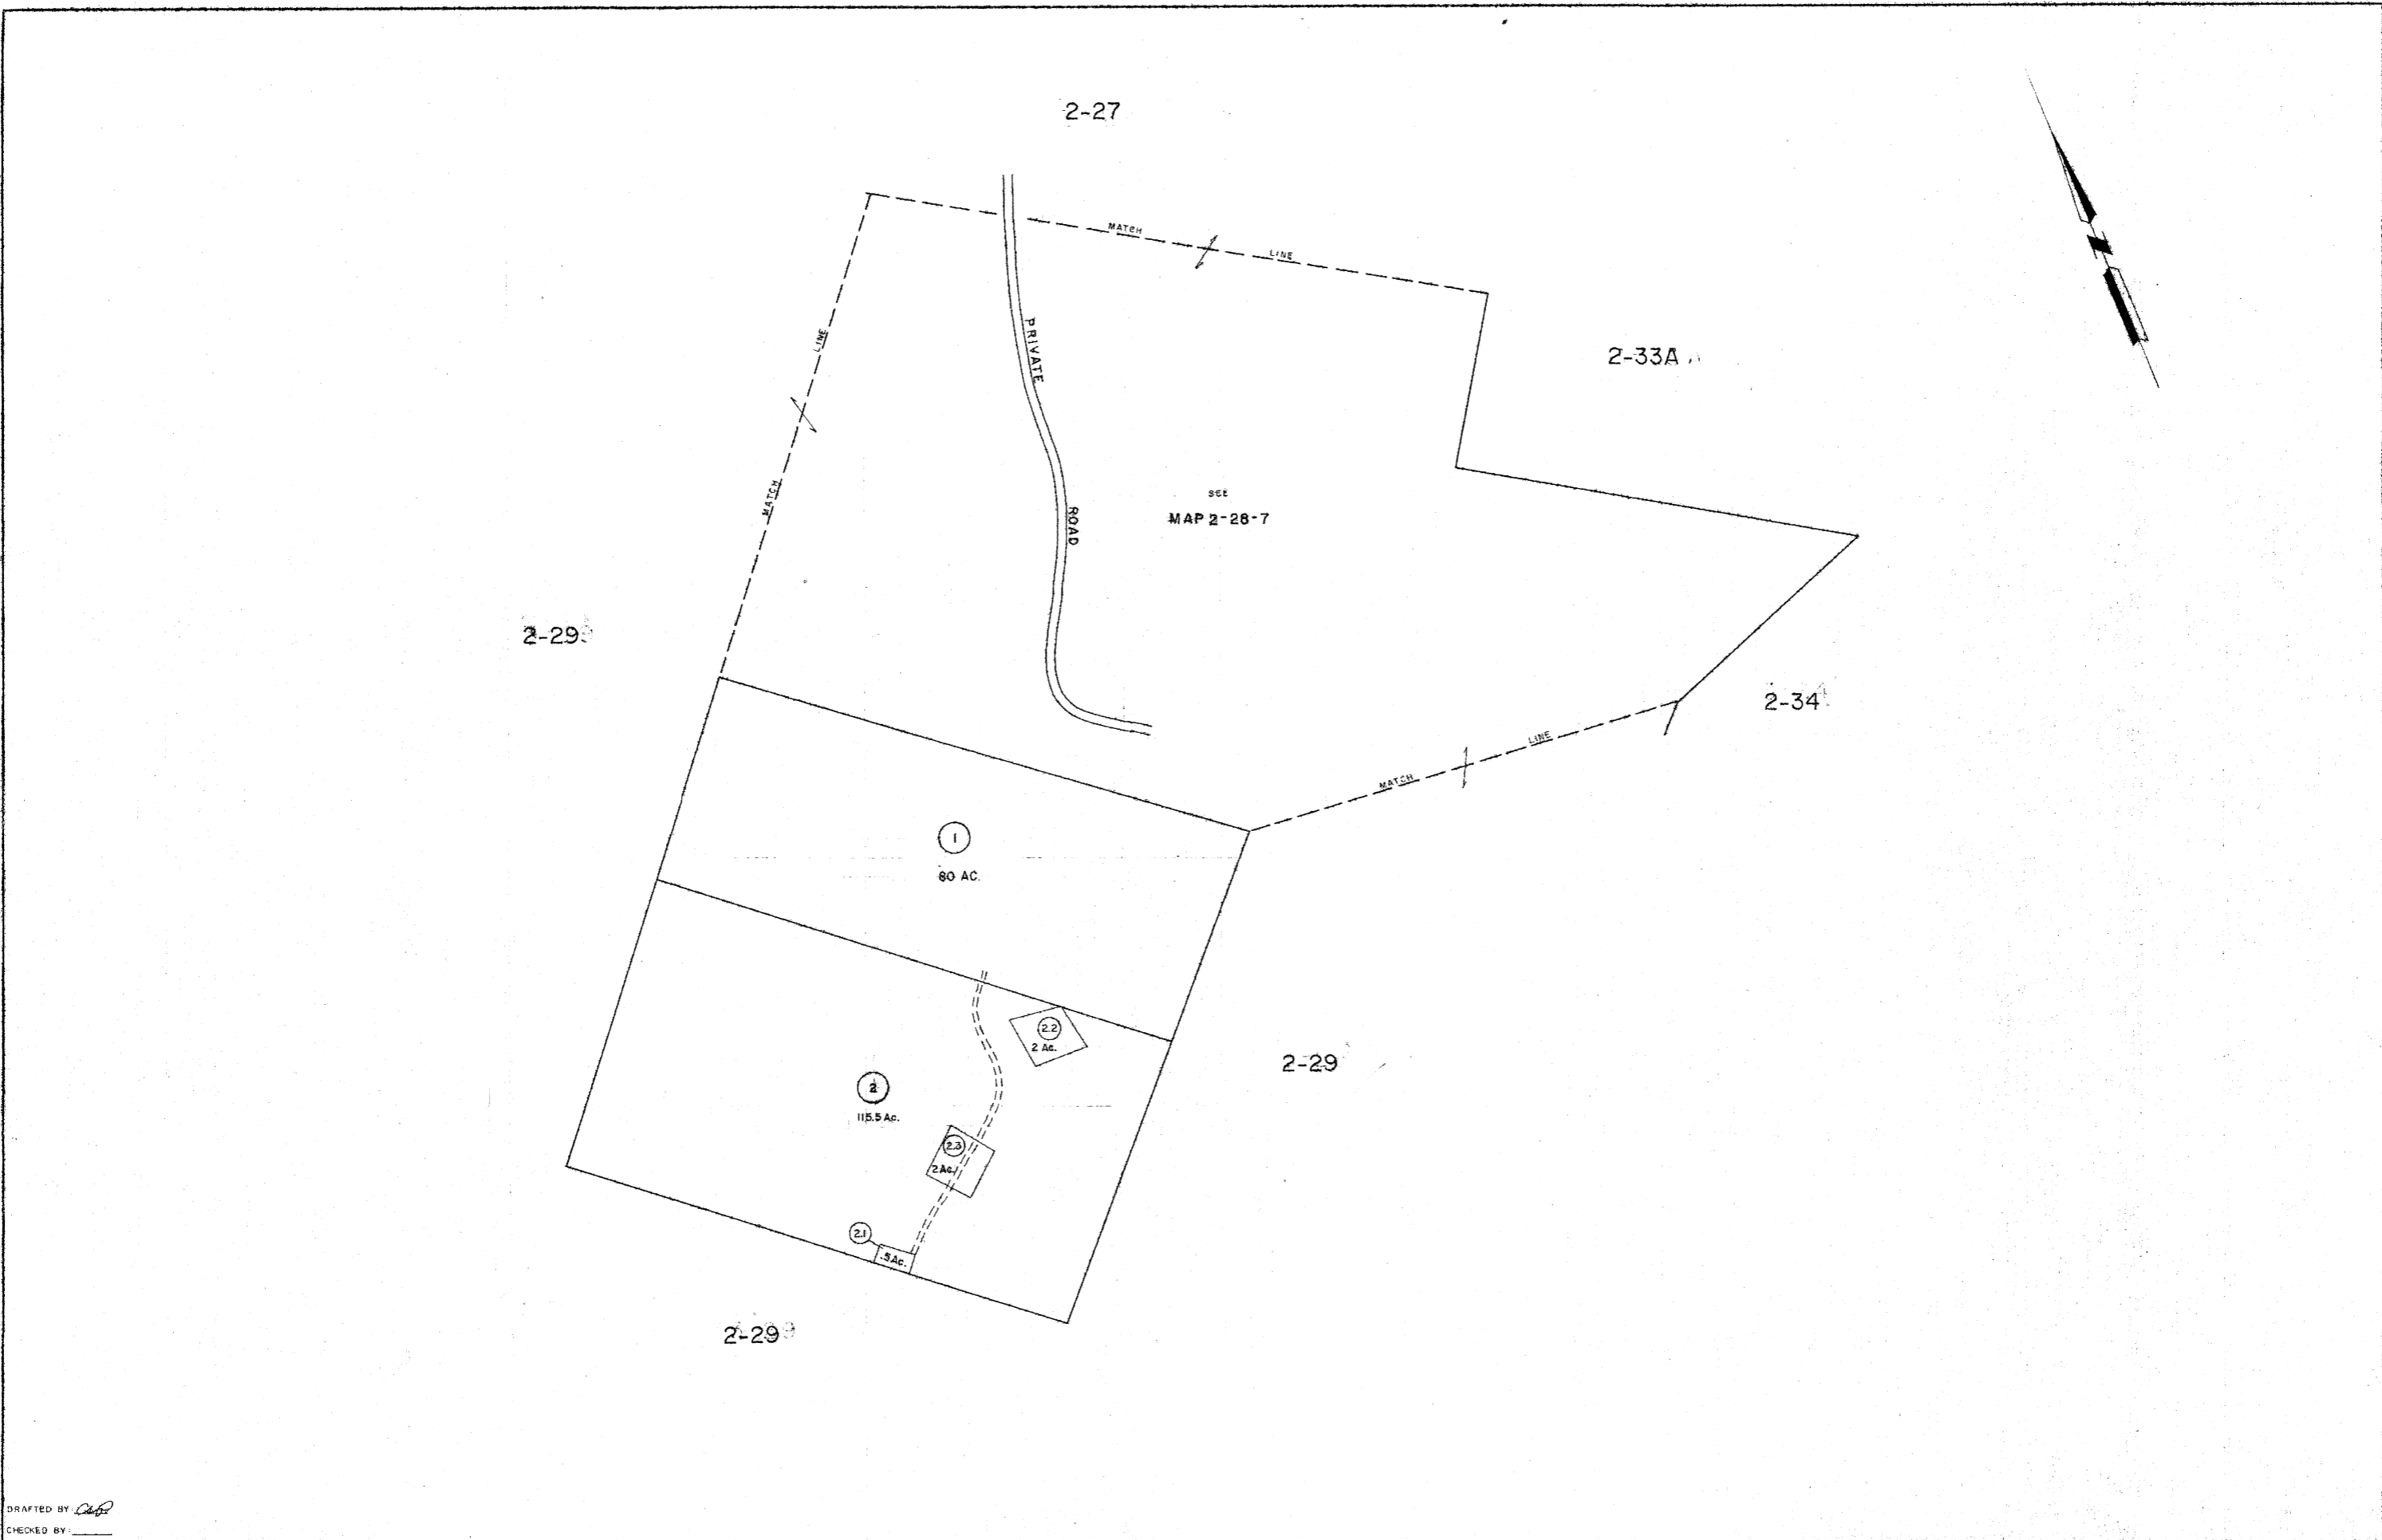 2-27
MATCH
LINE
LINE
PRIVATE
2-33A
MATCH
SEE
MAP 2-28-7
ROAD
2-29
2-34
LINE
MATCH
1
80 AC.
2.2
2 Ac.
2-29
2
115.5 Ac.
2.3
2 Ac.
2.1
.5 Ac.
2-29
DRAFTED BY:
CHECKED BY: